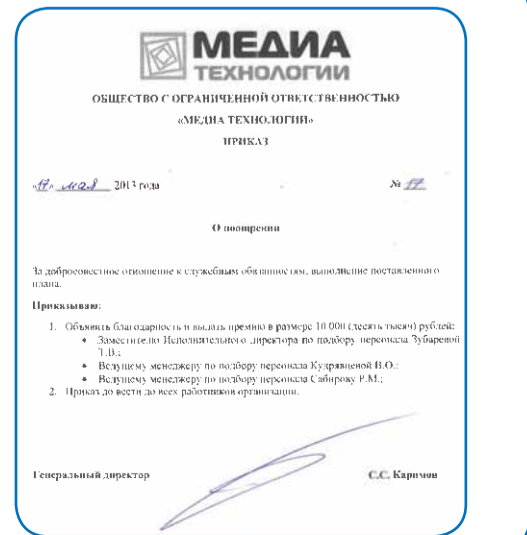 МЕДИА
ТЕХНОЛОГИИ
ОБЩЕСТВО С ОГРАНИЧЕННОЙ ОТВЕТСТВЕННОСТЬЮ
«МЕДИА ТЕХНОЛОГИИ»
ПРИКАЗ
«17» мая 2013 года № 17
О поощрении
За добросовестное отношение к служебным обязанностям, выполнение поставленного
плана.
Приказываю:
1. Объявить благодарность и выдать премию в размере 10 000 (десять тысяч) рублей:
• Заместителю Исполнительного директора по подбору персонала Зубаревой
Т.В.;
• Ведущему менеджеру по подбору персонала Кудрявцевой В.О.;
• Ведущему менеджеру по подбору персонала Сабирову Р.М.;
2. Приказ до вести до всех работников организации.
Генеральный директор С.С. Каримов